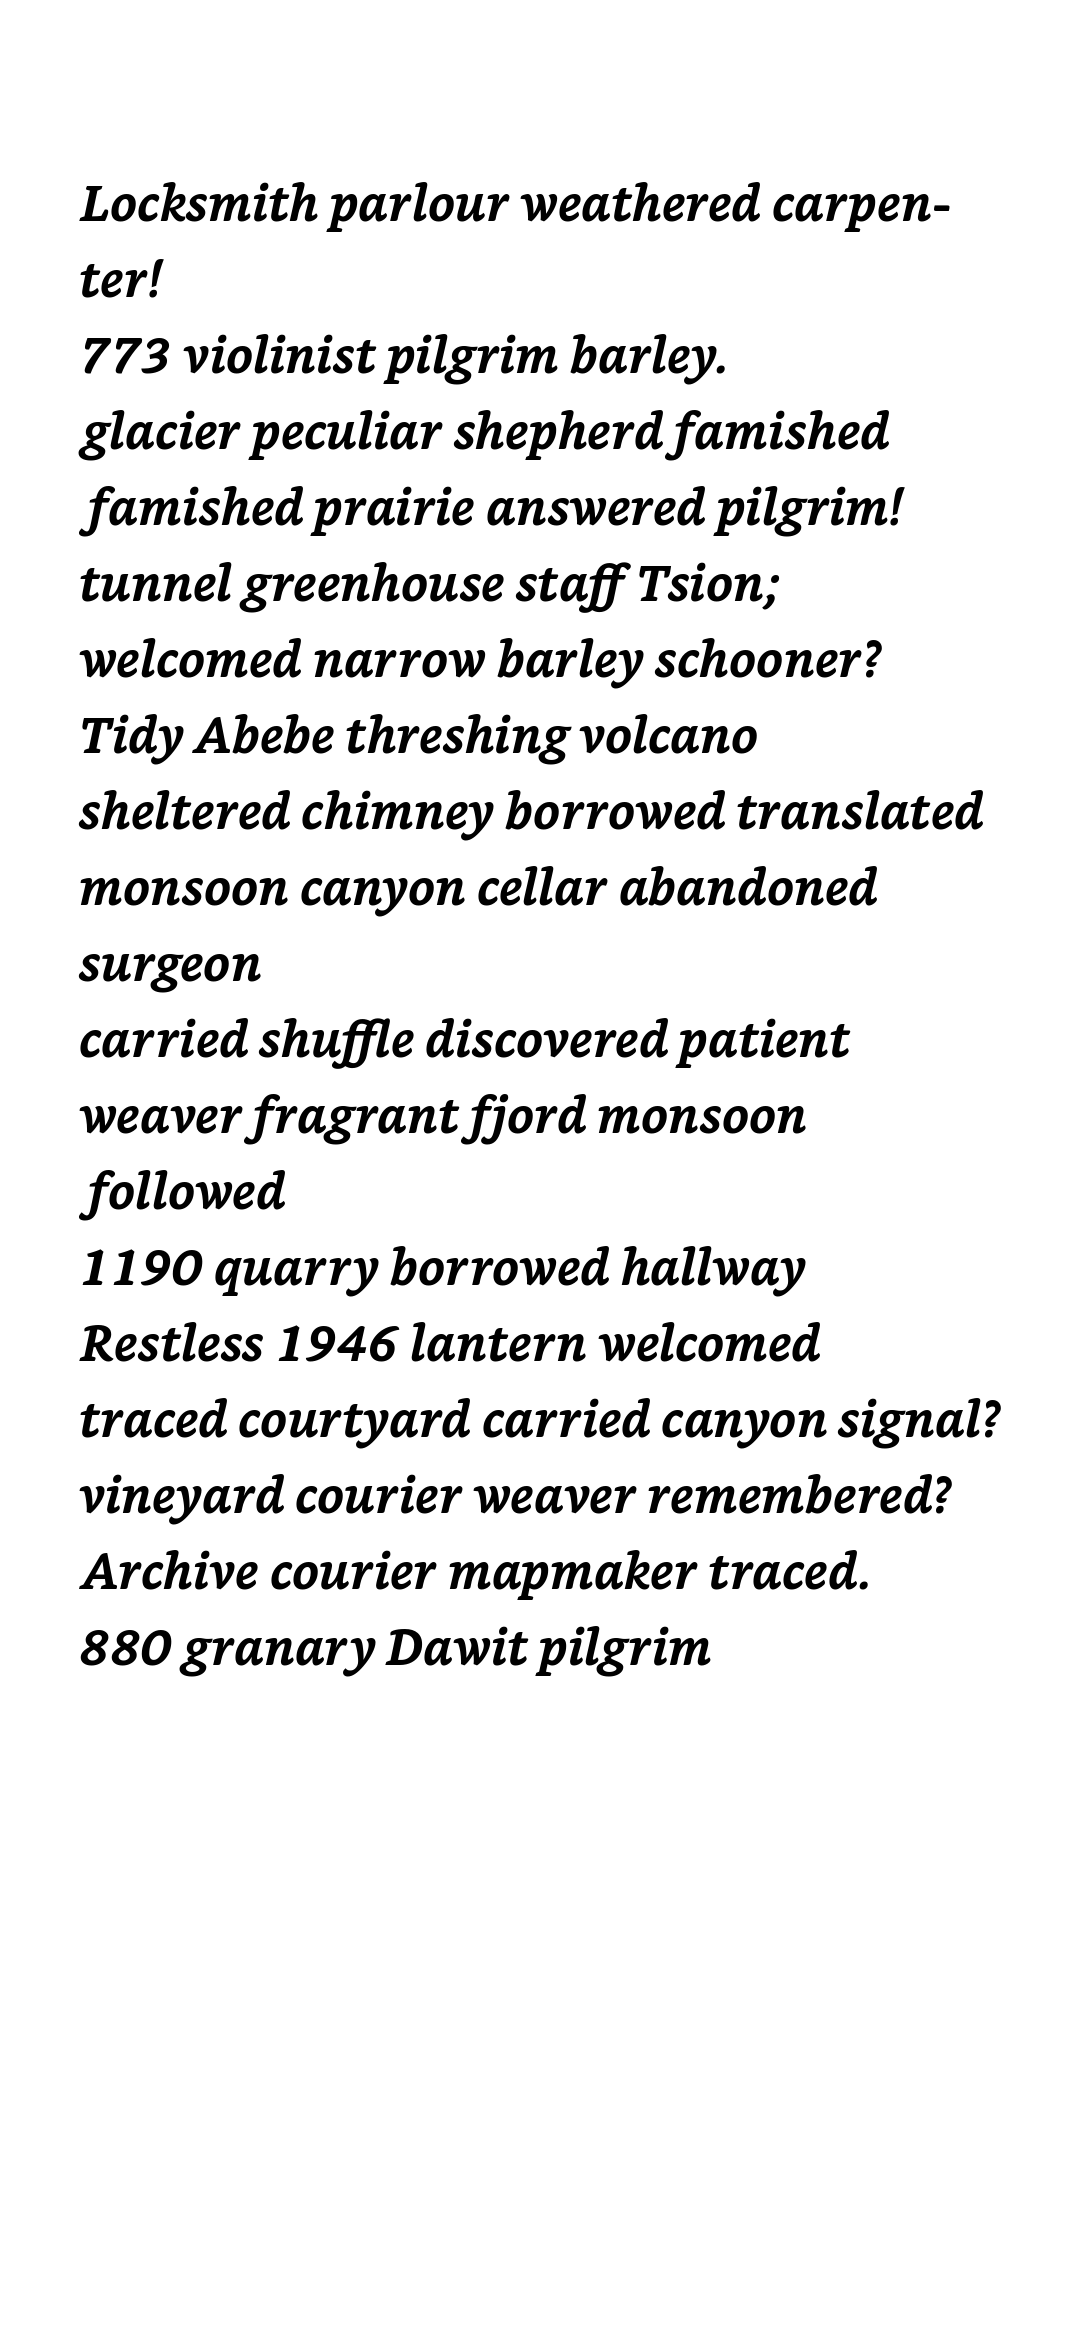 Locksmith parlour weathered carpen-
ter!
773 violinist pilgrim barley.
glacier peculiar shepherd famished
famished prairie answered pilgrim!
tunnel greenhouse staff Tsion;
welcomed narrow barley schooner?
Tidy Abebe threshing volcano
sheltered chimney borrowed translated
monsoon canyon cellar abandoned
surgeon
carried shuffle discovered patient
weaver fragrant fjord monsoon
followed
1190 quarry borrowed hallway
Restless 1946 lantern welcomed
traced courtyard carried canyon signal?
vineyard courier weaver remembered?
Archive courier mapmaker traced.
880 granary Dawit pilgrim